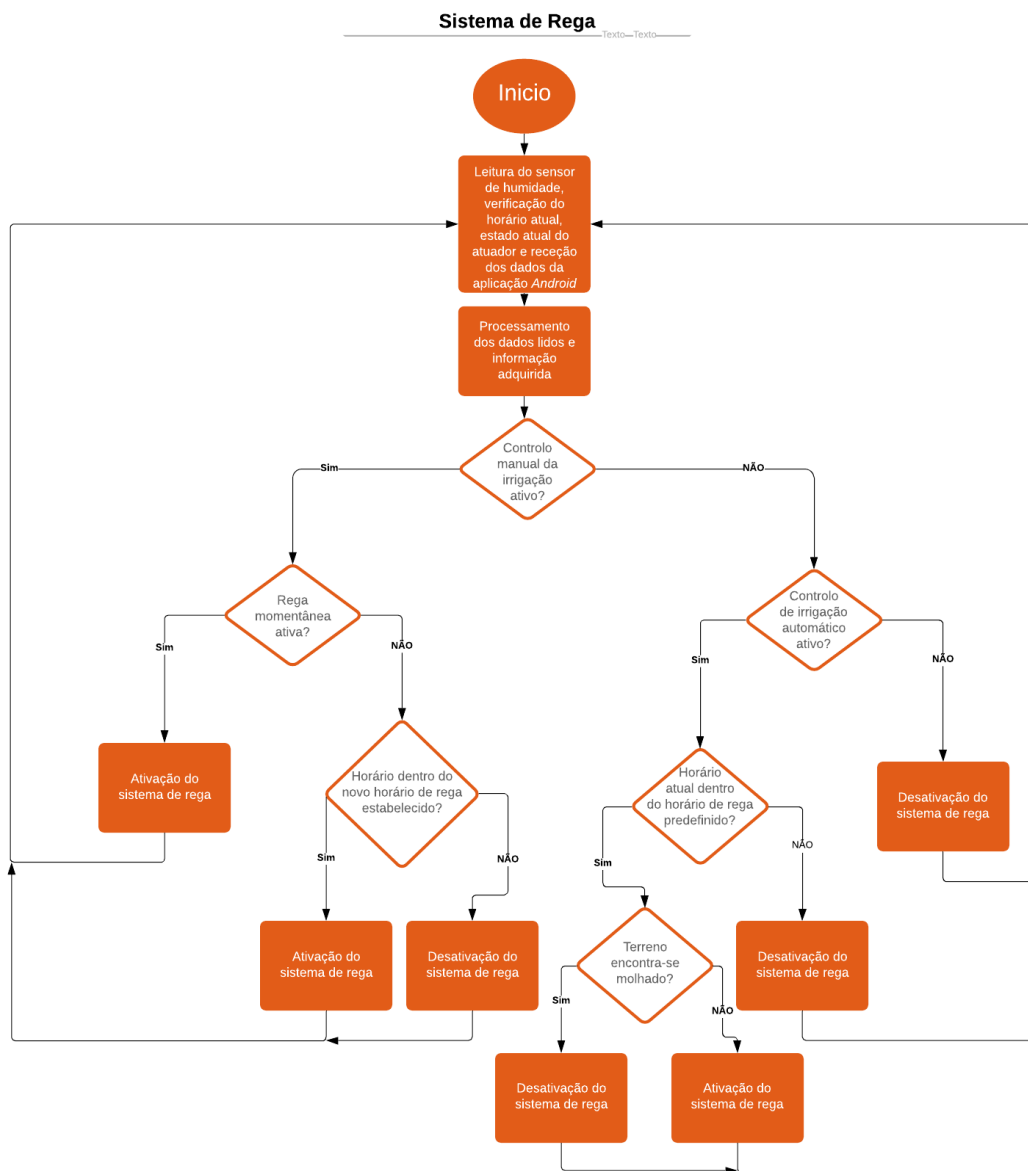 Sistema de Rega
Texto
Texto
Inicio
Leitura do sensor
de humidade,
verificação do
horário atual,
estado atual do
atuador e receção
dos dados da
aplicação Android
Processamento
dos dados lidos e
informação
adquirida
Controlo
manual da
irrigação
ativo?
Sim
NÃO
Rega
momentânea
ativa?
Controlo
de irrigação
automático
ativo?
Sim
NÃO
Sim
NÃO
Ativação do
sistema de rega
Horário dentro do
novo horário de rega
estabelecido?
Horário
atual dentro
do horário de rega
predefinido?
Desativação do
sistema de rega
Sim
NÃO
Sim
NÃO
Ativação do
sistema de rega
Desativação do
sistema de rega
Terreno
encontra-se
molhado?
Desativação do
sistema de rega
Sim
NÃO
Desativação do
sistema de rega
Ativação do
sistema de rega